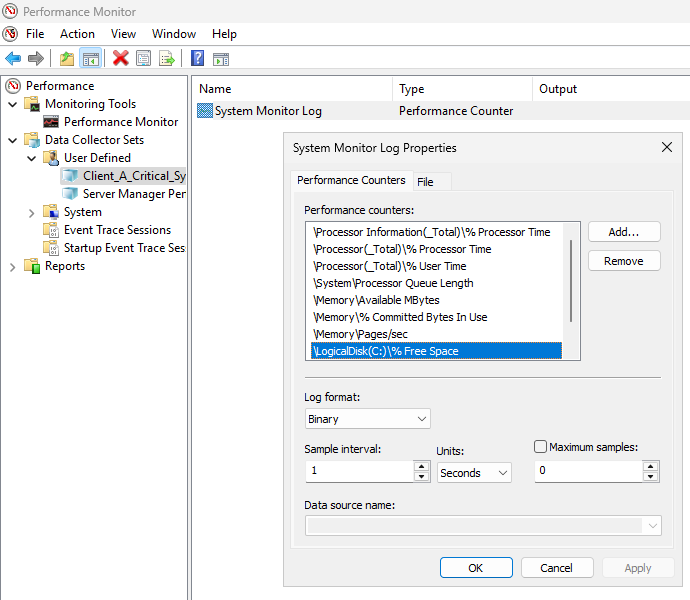 Performance Monitor
File Action View Window Help
Performance
Monitoring Tools
Performance Monitor
Data Collector Sets
User Defined
Client_A_Critical_Sy
Server Manager Per
System
Event Trace Sessions
Startup Event Trace Ses
Reports
Name Type Output
System Monitor Log Performance Counter
System Monitor Log Properties
Performance Counters File
Performance counters:
\Processor Information(_Total)\% Processor Time
\Processor(_Total)\% Processor Time
\Processor(_Total)\% User Time
\System\Processor Queue Length
\Memory\Available MBytes
\Memory\% Committed Bytes In Use
\Memory\Pages/sec
\LogicalDisk(C:)\% Free Space
Add...
Remove
Log format:
Binary
Sample interval: Units: Maximum samples:
1 Seconds 0
Data source name:
OK Cancel Apply